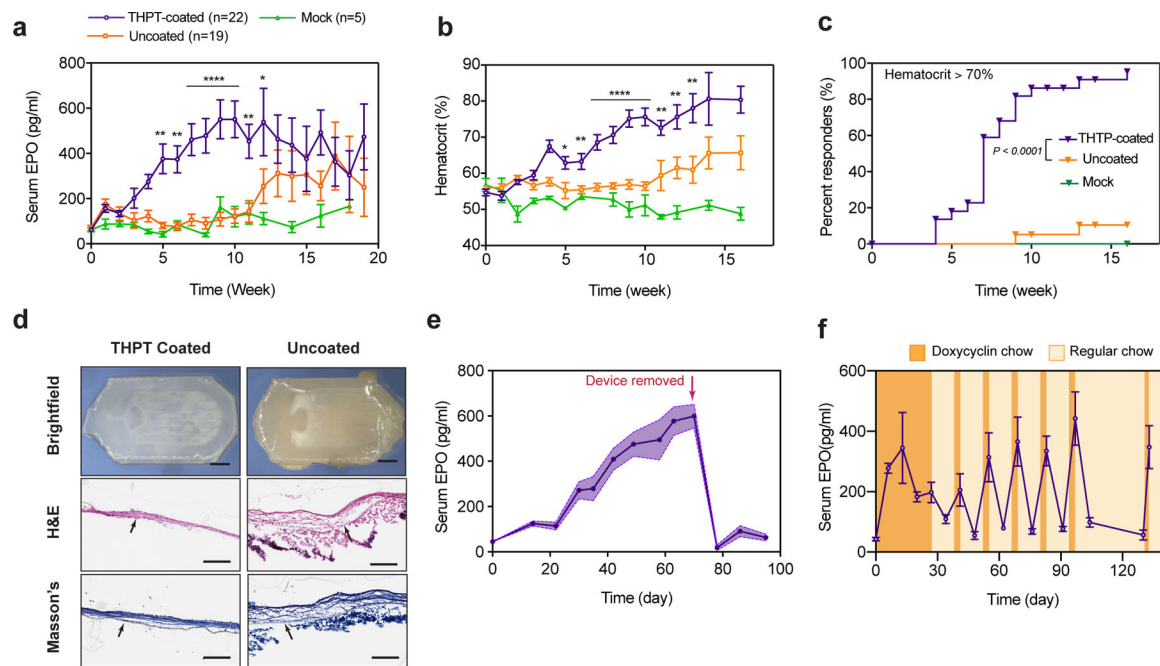 THPT-coated (n=22)
Mock (n=5)
Uncoated (n=19)
a
Serum EPO (pg/ml)
800
600
400
200
0
**
**
****
**
*
0
5
10
15
20
Time (Week)
b
Hematocrit (%)
90
80
70
60
50
40
*
**
****
**
**
**
0
5
10
15
Time (week)
c
Percent responders (%)
100
80
60
40
20
0
Hematocrit > 70%
THTP-coated
P < 0.0001
Uncoated
Mock
0
5
10
15
Time (week)
d
THPT Coated
Uncoated
Brightfield
H&E
Masson's
e
Serum EPO (pg/ml)
800
600
400
200
0
Device removed
0
20
40
60
80
100
Time (day)
f
Doxycyclin chow
Regular chow
Serum EPO(pg/ml)
600
400
200
0
0
30
60
90
120
Time (day)